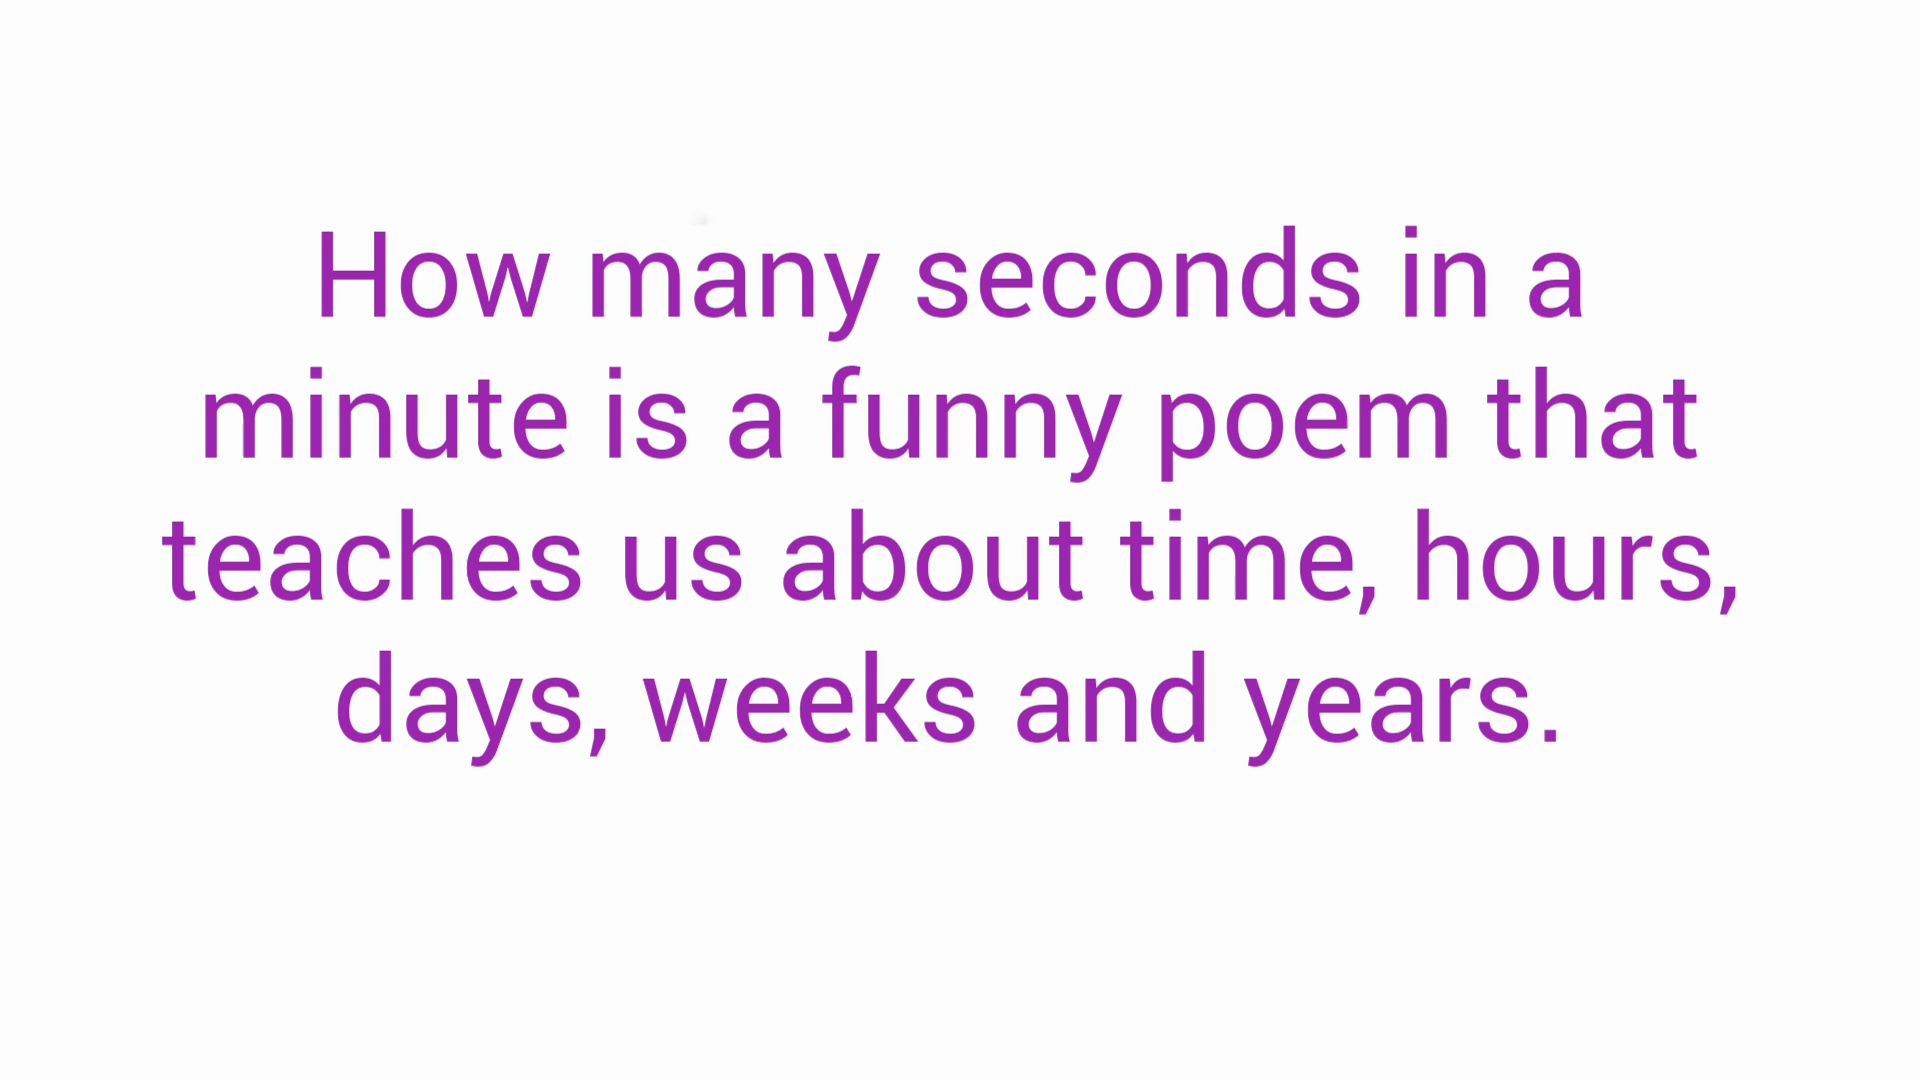 How many seconds in a
minute is a funny poem that
teaches us about time, hours,
days, weeks and years.